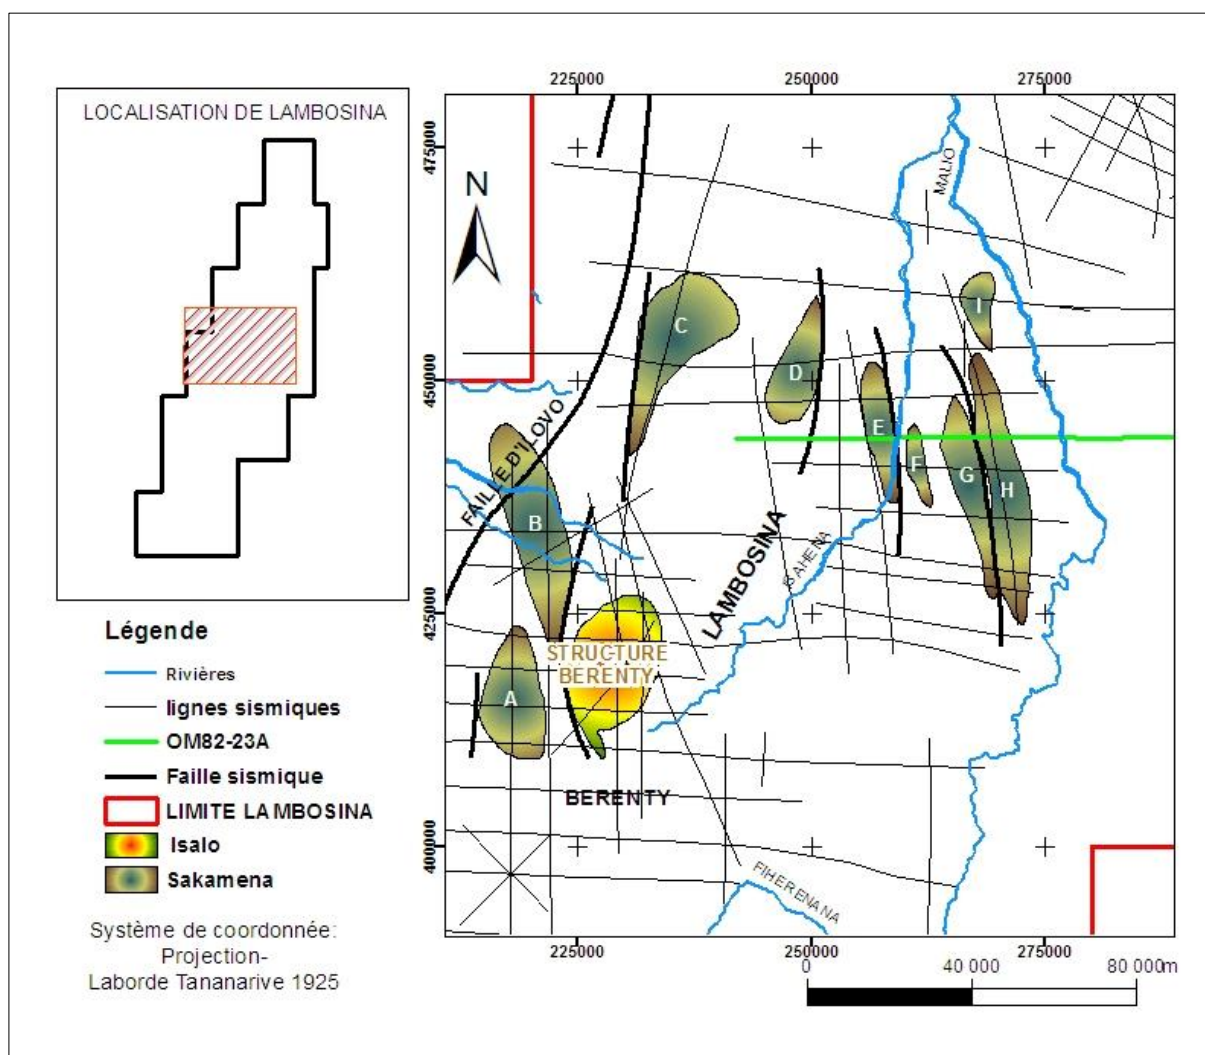 LOCALISATION DE LAMBOSINA
Légende
Rivières
lignes sismiques
OM82-23A
Faille sismique
LIMITE LAMBOSINA
Isalo
Sakamena
Système de coordonnée:
Projection-
Laborde Tananarive 1925
225000
250000
275000
475000
450000
425000
400000
N
MALIO
C
I
D
FAILLE D'ILOVO
E
F
G
H
B
LAMBOSINA
STRUCTURE
BERENTY
A
BERENTY
FIHERENANA
225000
250000
275000
0
40 000
80 000m